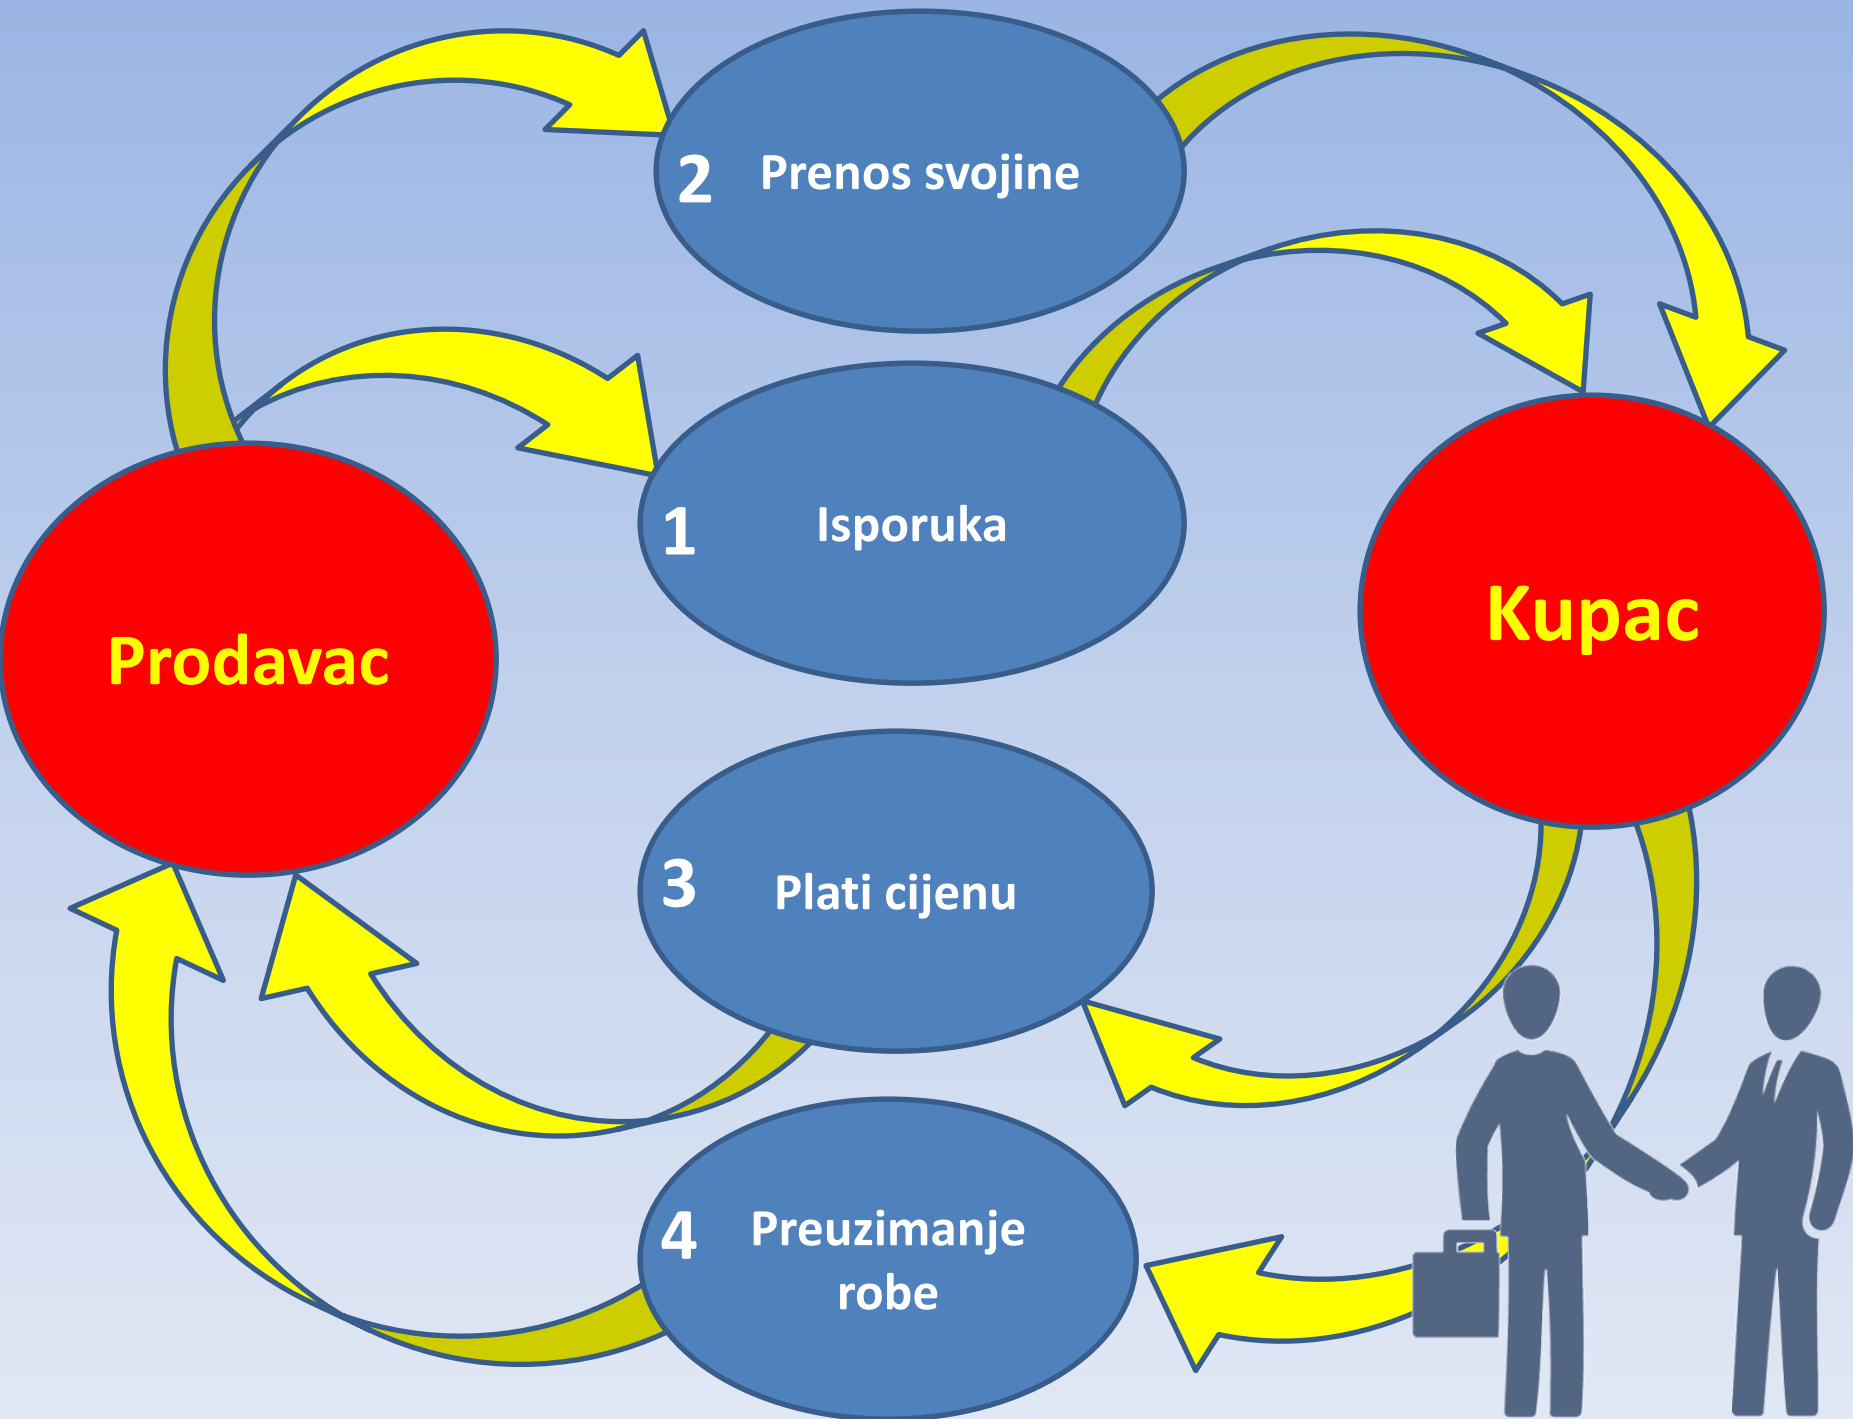 2 Prenos svojine
1 Isporuka
Prodavac
Kupac
3 Plati cijenu
4 Preuzimanje
robe